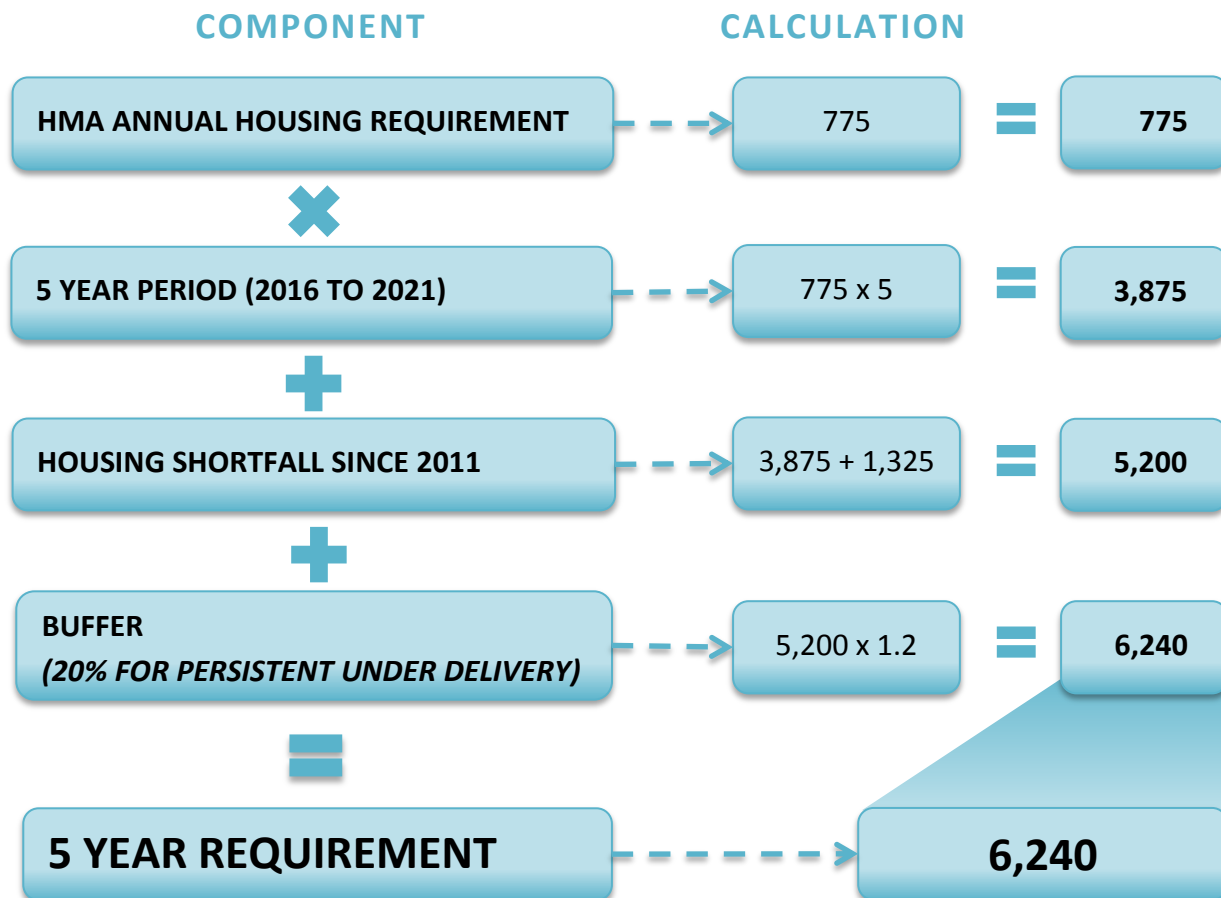 COMPONENT CALCULATION
HMA ANNUAL HOUSING REQUIREMENT 775 = 775
×
5 YEAR PERIOD (2016 TO 2021) 775 x 5 = 3,875
+
HOUSING SHORTFALL SINCE 2011 3,875 + 1,325 = 5,200
+
BUFFER
(20% FOR PERSISTENT UNDER DELIVERY) 5,200 x 1.2 = 6,240
=
5 YEAR REQUIREMENT 6,240